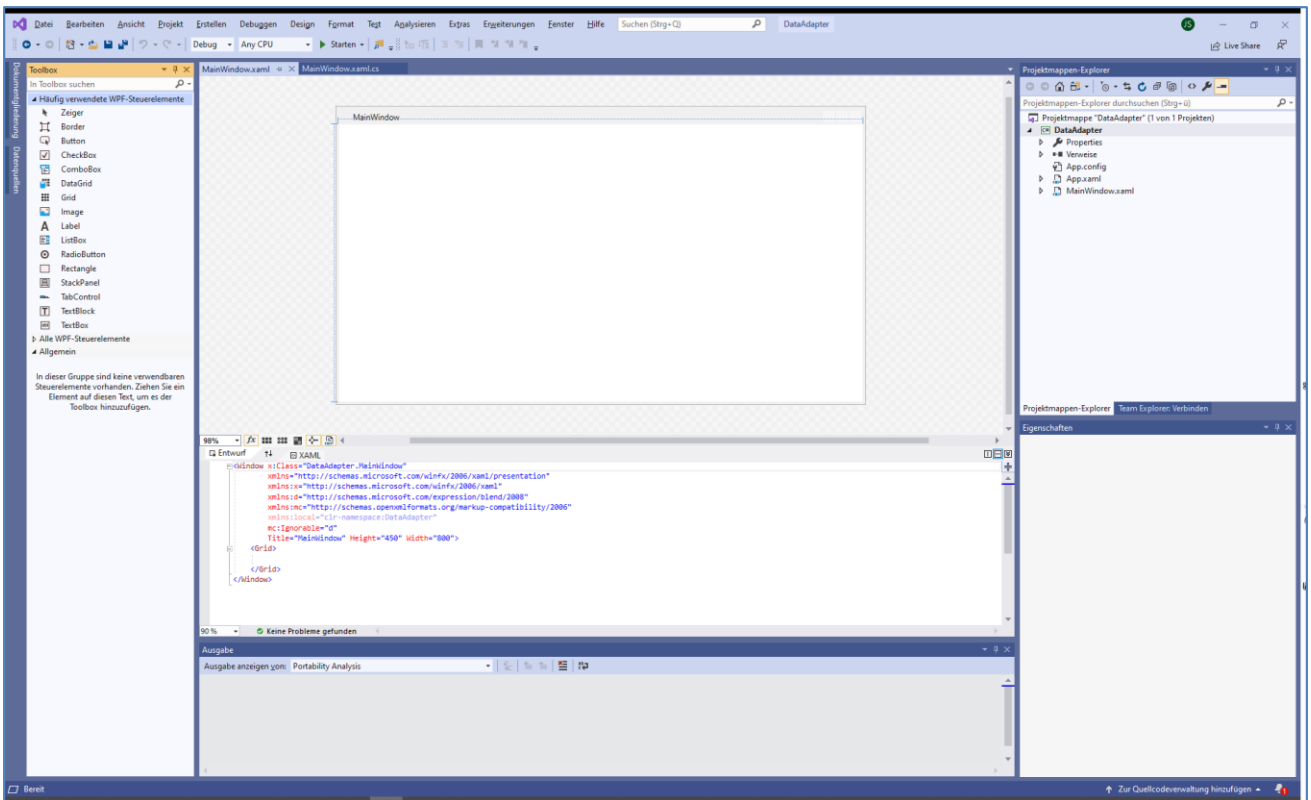 Datei Bearbeiten Ansicht Projekt Erstellen Debuggen Design Format Test Analysieren Extras Erweiterungen Fenster Hilfe Suchen (Strg+Q) DataAdapter JS
Debug Any CPU Starten Live Share
Dokumentgliederung
Datenquellen
Toolbox
In Toolbox suchen
Häufig verwendete WPF-Steuerelemente
Zeiger
Border
Button
CheckBox
ComboBox
DataGrid
Grid
Image
Label
ListBox
RadioButton
Rectangle
StackPanel
TabControl
TextBlock
TextBox
Alle WPF-Steuerelemente
Allgemein
In dieser Gruppe sind keine verwendbaren
Steuerelemente vorhanden. Ziehen Sie ein
Element auf diesen Text, um es der
Toolbox hinzuzufügen.
MainWindow.xaml MainWindow.xaml.cs
MainWindow
98%
Entwurf XAML
<Window x:Class="DataAdapter.MainWindow"
xmlns="http://schemas.microsoft.com/winfx/2006/xaml/presentation"
xmlns:x="http://schemas.microsoft.com/winfx/2006/xaml"
xmlns:d="http://schemas.microsoft.com/expression/blend/2008"
xmlns:mc="http://schemas.openxmlformats.org/markup-compatibility/2006"
xmlns:local="clr-namespace:DataAdapter"
mc:Ignorable="d"
Title="MainWindow" Height="450" Width="800">
<Grid>
</Grid>
</Window>
90 % Keine Probleme gefunden
Ausgabe
Ausgabe anzeigen von: Portability Analysis
Projektmappen-Explorer
Projektmappen-Explorer durchsuchen (Strg+ü)
Projektmappe "DataAdapter" (1 von 1 Projekten)
DataAdapter
Properties
Verweise
App.config
App.xaml
MainWindow.xaml
Projektmappen-Explorer Team Explorer: Verbinden
Eigenschaften
Bereit Zur Quellcodeverwaltung hinzufügen